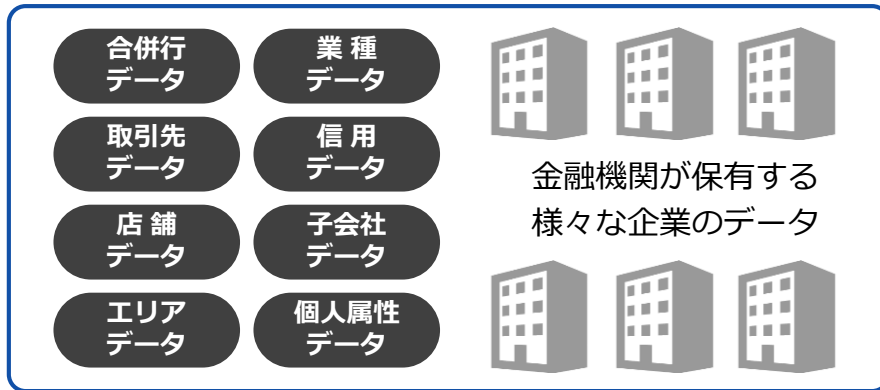 合併行
データ
業 種
データ
取引先
データ
信 用
データ
店 舗
データ
子会社
データ
エリア
データ
個人属性
データ
金融機関が保有する
様々な企業のデータ